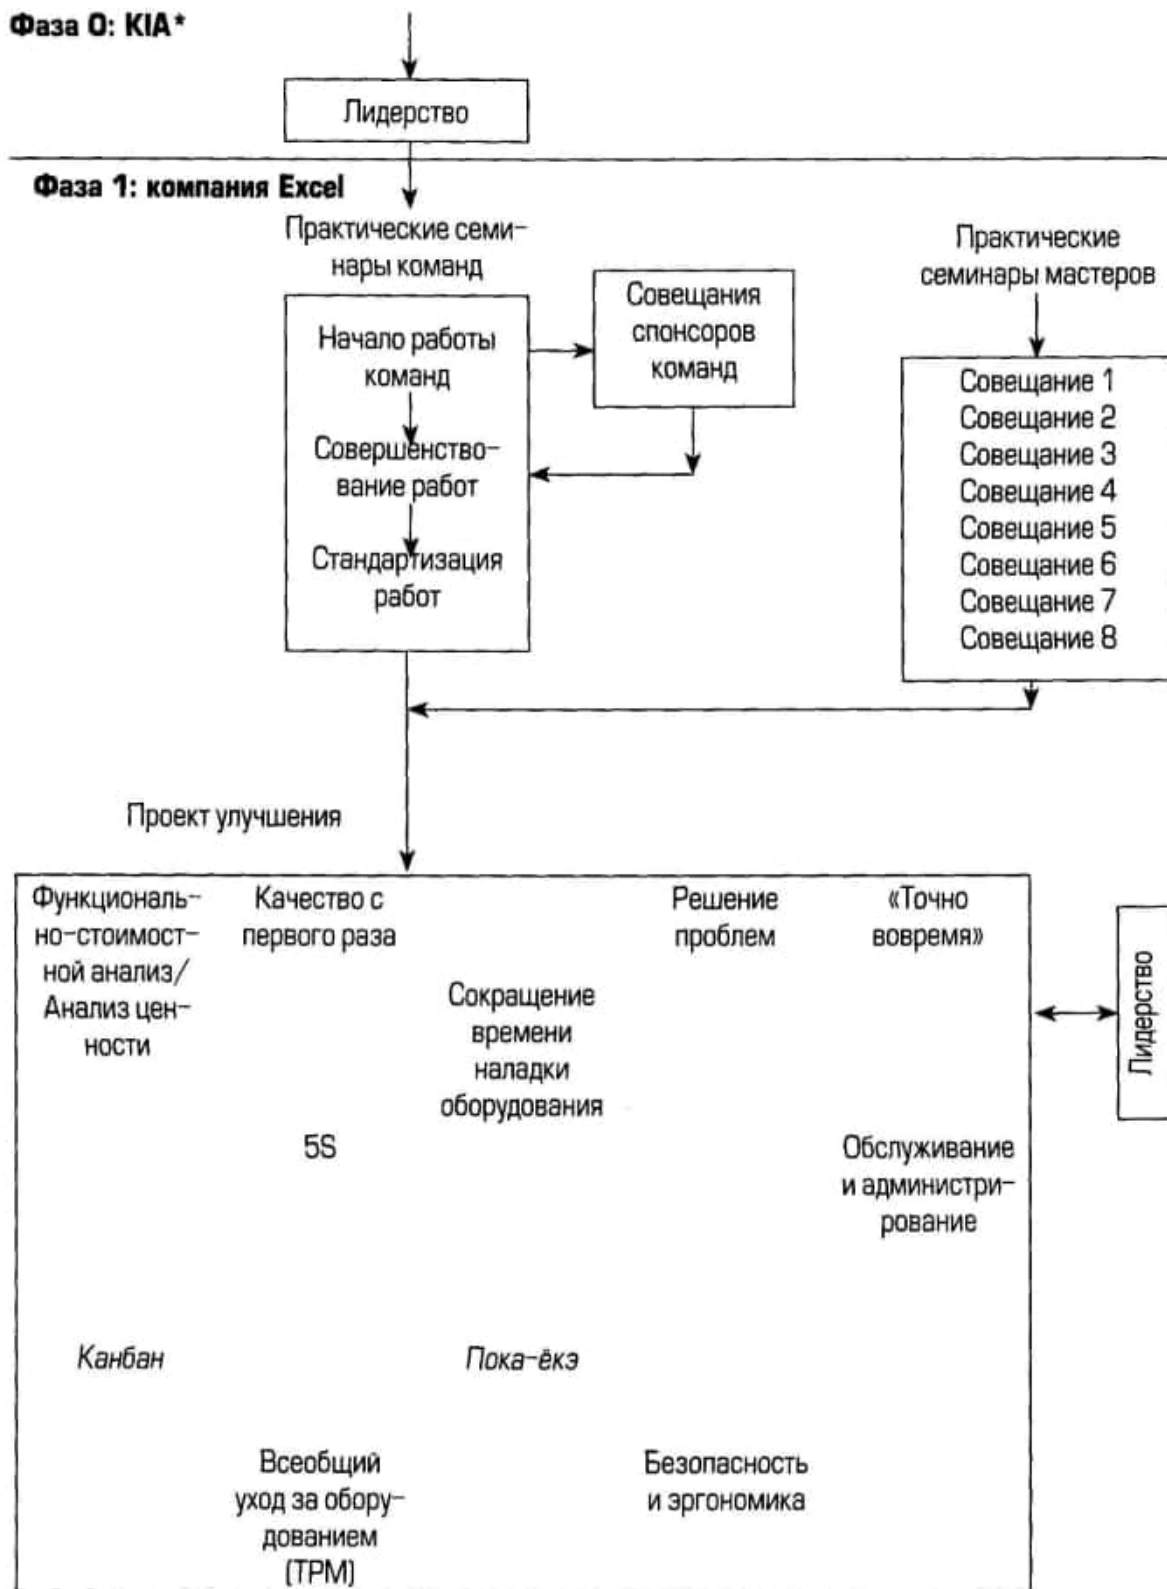 Фаза 0: KIA*
Лидерство
Фаза 1: компания Excel
Практические семи-
нары команд
Начало работы
команд
Совершенство-
вание работ
Стандартизация
работ
Совещания
спонсоров
команд
Практические
семинары мастеров
Совещание 1
Совещание 2
Совещание 3
Совещание 4
Совещание 5
Совещание 6
Совещание 7
Совещание 8
Проект улучшения
Функциональ-
но-стоимост-
ной анализ/
Анализ цен-
ности
Качество с
первого раза
Сокращение
времени
наладки
оборудования
Решение
проблем
«Точно
вовремя»
Лидерство
5S
Обслуживание
и администри-
рование
Канбан
Пока-ёкэ
Всеобщий
уход за обору-
дованием
(TPM)
Безопасность
и эргономика